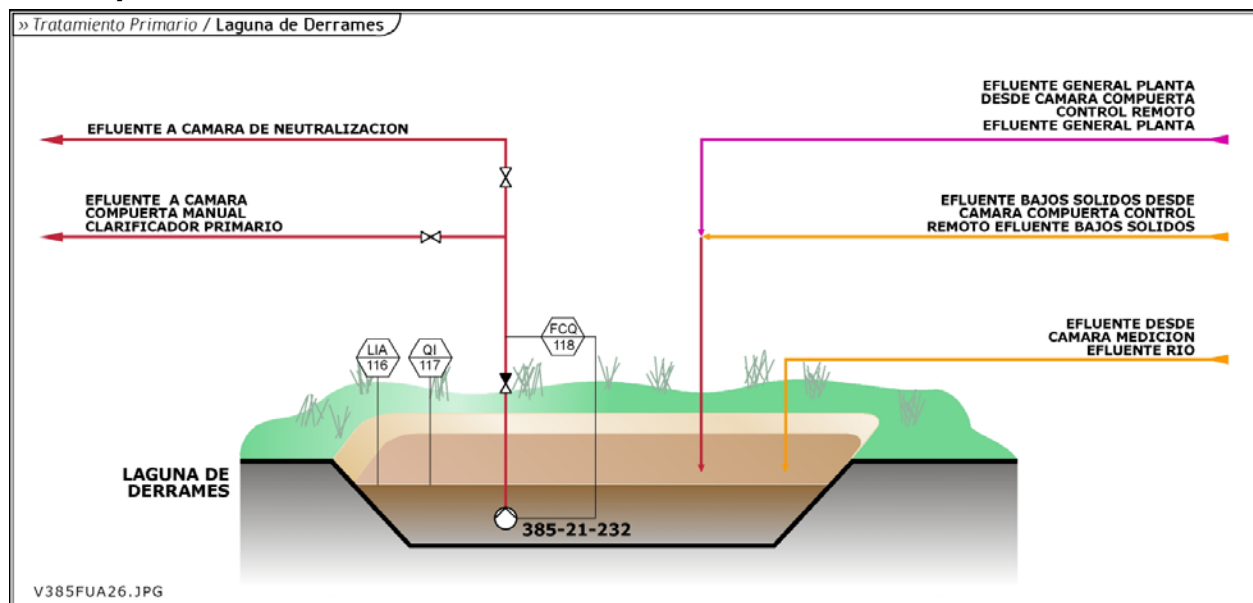 » Tratamiento Primario / Laguna de Derrames
EFLUENTE GENERAL PLANTA
DESDE CAMARA COMPUERTA
CONTROL REMOTO
EFLUENTE GENERAL PLANTA
EFLUENTE A CAMARA DE NEUTRALIZACION
EFLUENTE A CAMARA
COMPUERTA MANUAL
CLARIFICADOR PRIMARIO
EFLUENTE BAJOS SOLIDOS DESDE
CAMARA COMPUERTA CONTROL
REMOTO EFLUENTE BAJOS SOLIDOS
EFLUENTE DESDE
CAMARA MEDICION
EFLUENTE RIO
LIA
116
QI
117
FCQ
118
LAGUNA DE
DERRAMES
385-21-232
V385FUA26.JPG